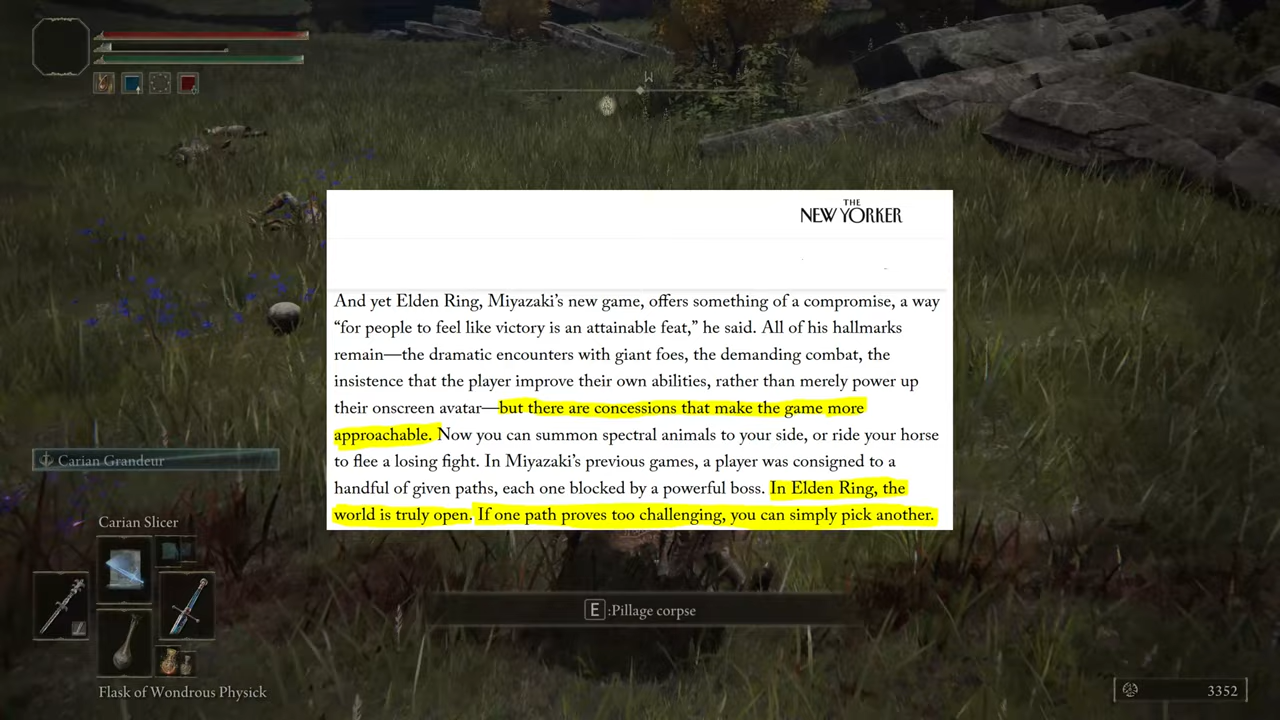 W
THE
NEW YORKER
And yet Elden Ring, Miyazaki’s new game, offers something of a compromise, a way
“for people to feel like victory is an attainable feat,” he said. All of his hallmarks
remain—the dramatic encounters with giant foes, the demanding combat, the
insistence that the player improve their own abilities, rather than merely power up
their onscreen avatar—but there are concessions that make the game more
approachable. Now you can summon spectral animals to your side, or ride your horse
to flee a losing fight. In Miyazaki’s previous games, a player was consigned to a
handful of given paths, each one blocked by a powerful boss. In Elden Ring, the
world is truly open. If one path proves too challenging, you can simply pick another.
Carian Grandeur
Carian Slicer
E :Pillage corpse
Flask of Wondrous Physick
3352